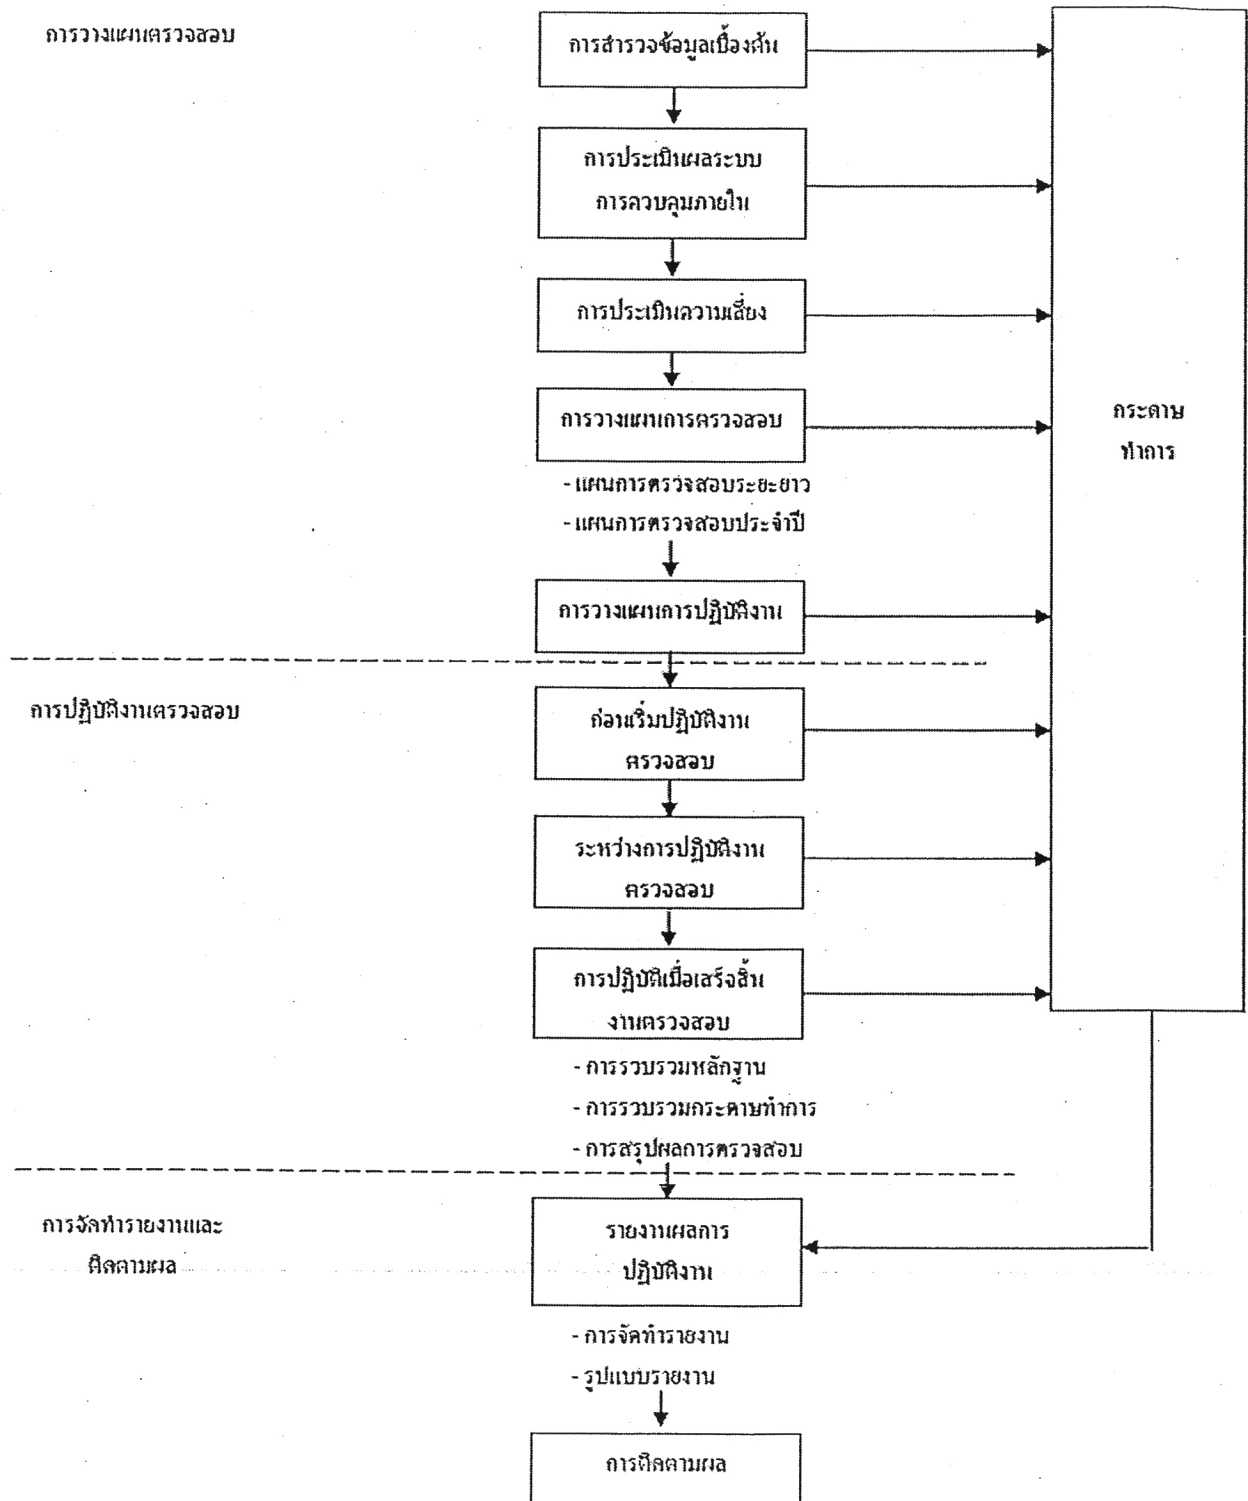 การวางแผนตรวจสอบ
การสำรวจข้อมูลเบื้องต้น
การประเมินผลระบบ
การควบคุมภายใน
การประเมินความเสี่ยง
การวางแผนการตรวจสอบ
- แผนการตรวจสอบระยะยาว
- แผนการตรวจสอบประจำปี
การวางแผนการปฏิบัติงาน
กระดาษ
ทำการ
การปฏิบัติงานตรวจสอบ
ก่อนเริ่มปฏิบัติงาน
ตรวจสอบ
ระหว่างการปฏิบัติงาน
ตรวจสอบ
การปฏิบัติเมื่อเสร็จสิ้น
งานตรวจสอบ
- การรวบรวมหลักฐาน
- การรวบรวมกระดาษทำการ
- การสรุปผลการตรวจสอบ
การจัดทำรายงานและ
ติดตามผล
รายงานผลการ
ปฏิบัติงาน
- การจัดทำรายงาน
- รูปแบบรายงาน
การติดตามผล